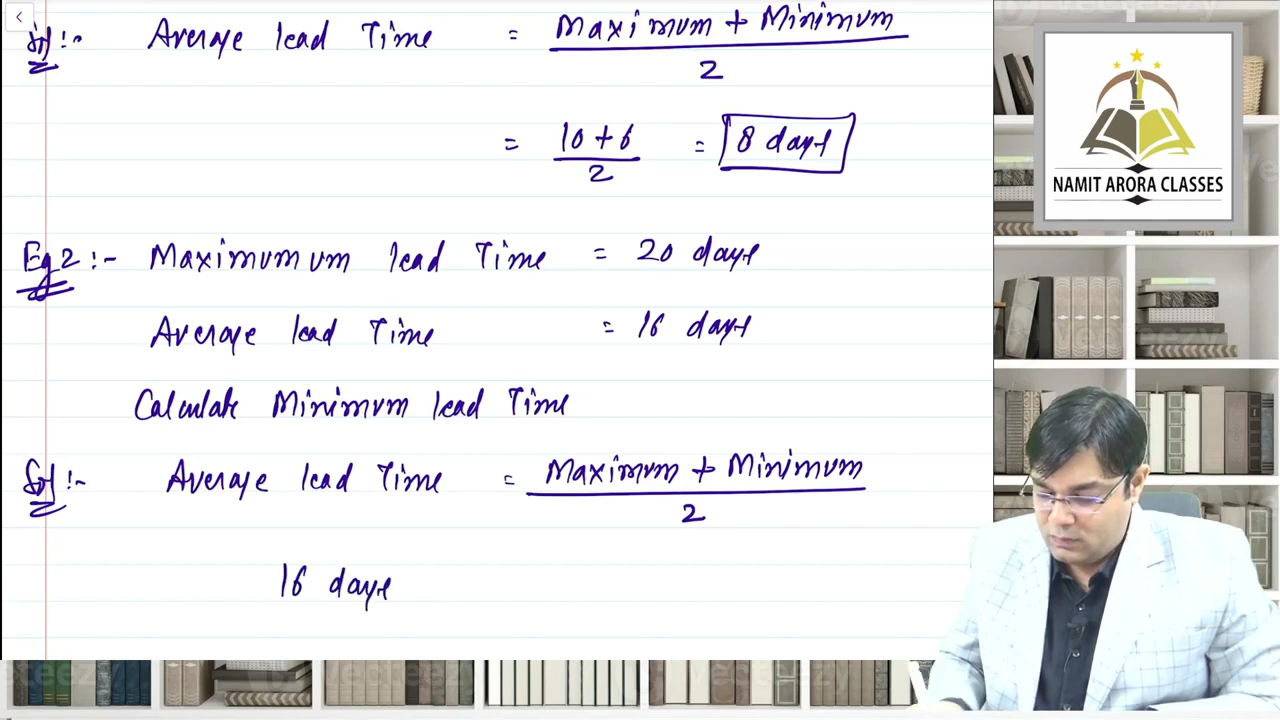 Sol :- Average lead Time = Maximum + Minimum
2
= 10 + 6 = 8 days
2
Eg 2 :- Maximumum lead Time = 20 days
Average lead Time = 16 days
Calculate Minimum lead Time
Sol :- Average lead Time = Maximum + Minimum
2
16 days
NAMIT ARORA CLASSES